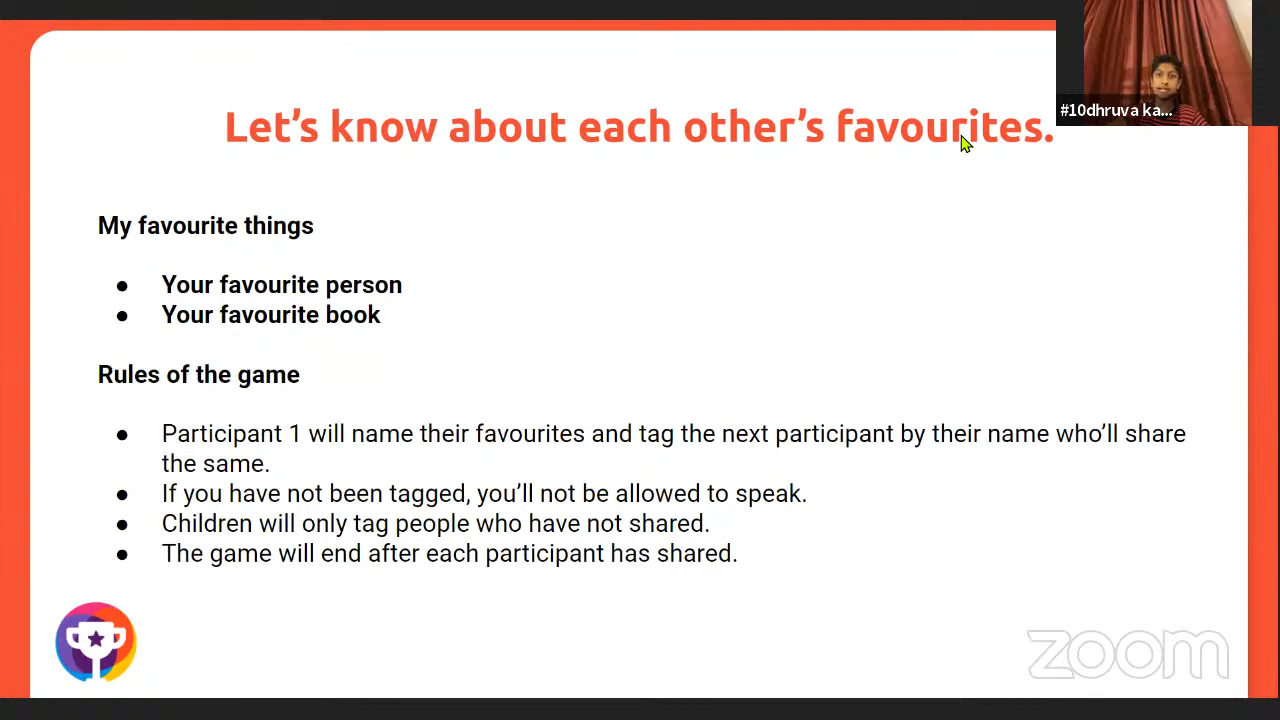 #10dhruva ka...
Let’s know about each other’s favourites.
My favourite things
● Your favourite person
● Your favourite book
Rules of the game
● Participant 1 will name their favourites and tag the next participant by their name who’ll share
the same.
● If you have not been tagged, you’ll not be allowed to speak.
● Children will only tag people who have not shared.
● The game will end after each participant has shared.
zoom